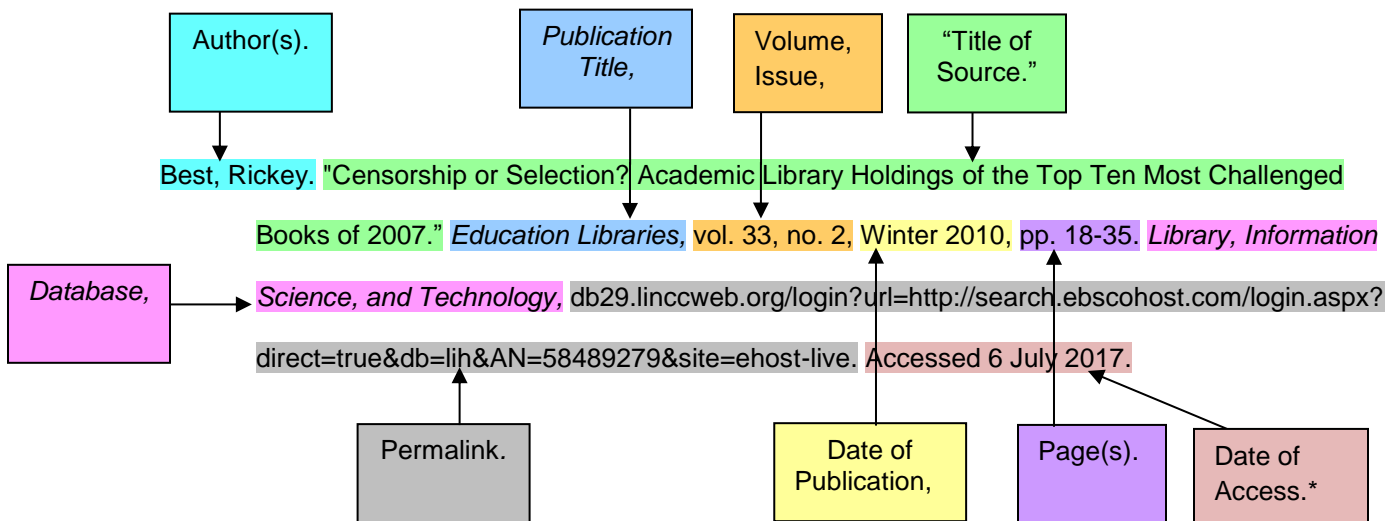 Author(s).
Publication
Title,
Volume,
Issue,
“Title of
Source.”
Best, Rickey. "Censorship or Selection? Academic Library Holdings of the Top Ten Most Challenged
Books of 2007.” Education Libraries, vol. 33, no. 2, Winter 2010, pp. 18-35. Library, Information
Database,
Science, and Technology, db29.linccweb.org/login?url=http://search.ebscohost.com/login.aspx?
direct=true&db=lih&AN=58489279&site=ehost-live. Accessed 6 July 2017.
Permalink.
Date of
Publication,
Page(s).
Date of
Access.*